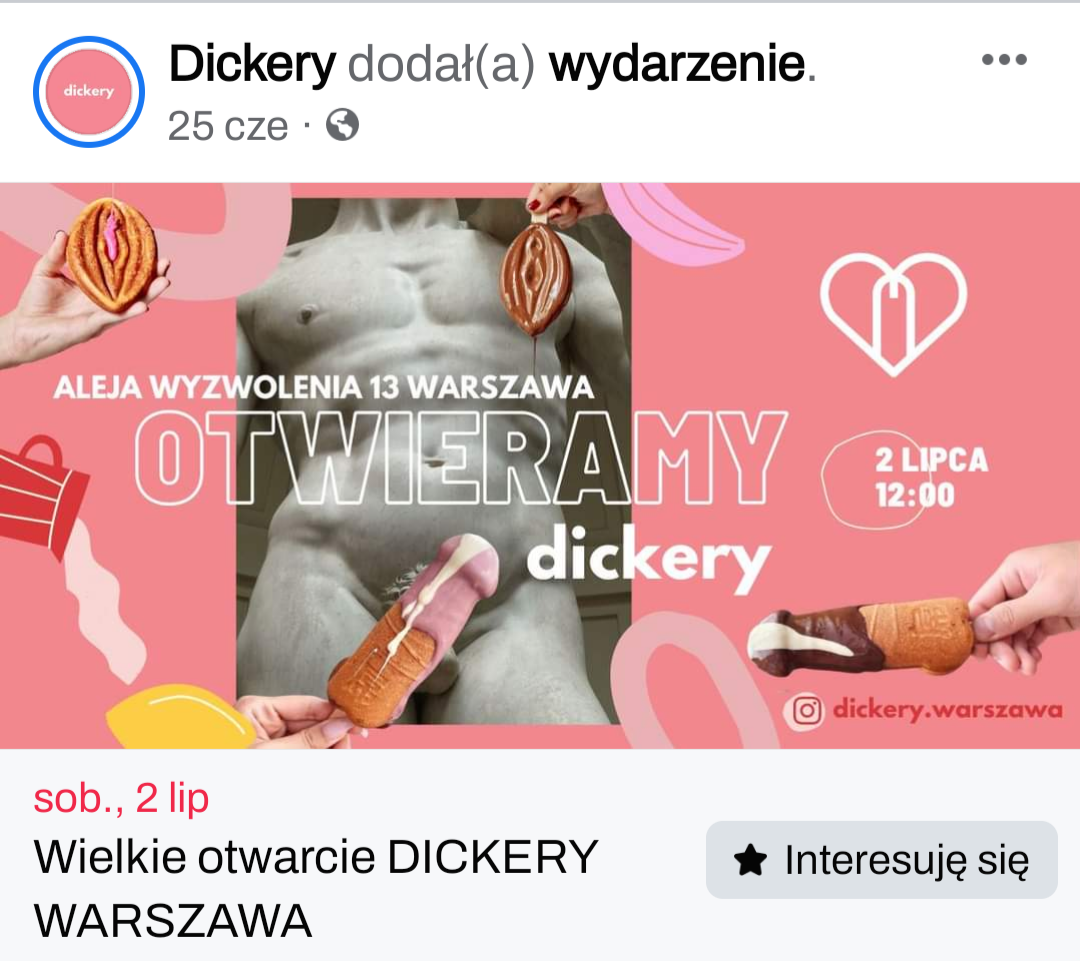 dickery
Dickery dodał(a) wydarzenie.
25 cze ·
ALEJA WYZWOLENIA 13 WARSZAWA
OTWIERAMY
dickery
2 LIPCA
12:00
dickery.warszawa
sob., 2 lip
Wielkie otwarcie DICKERY
WARSZAWA
Interesuję się